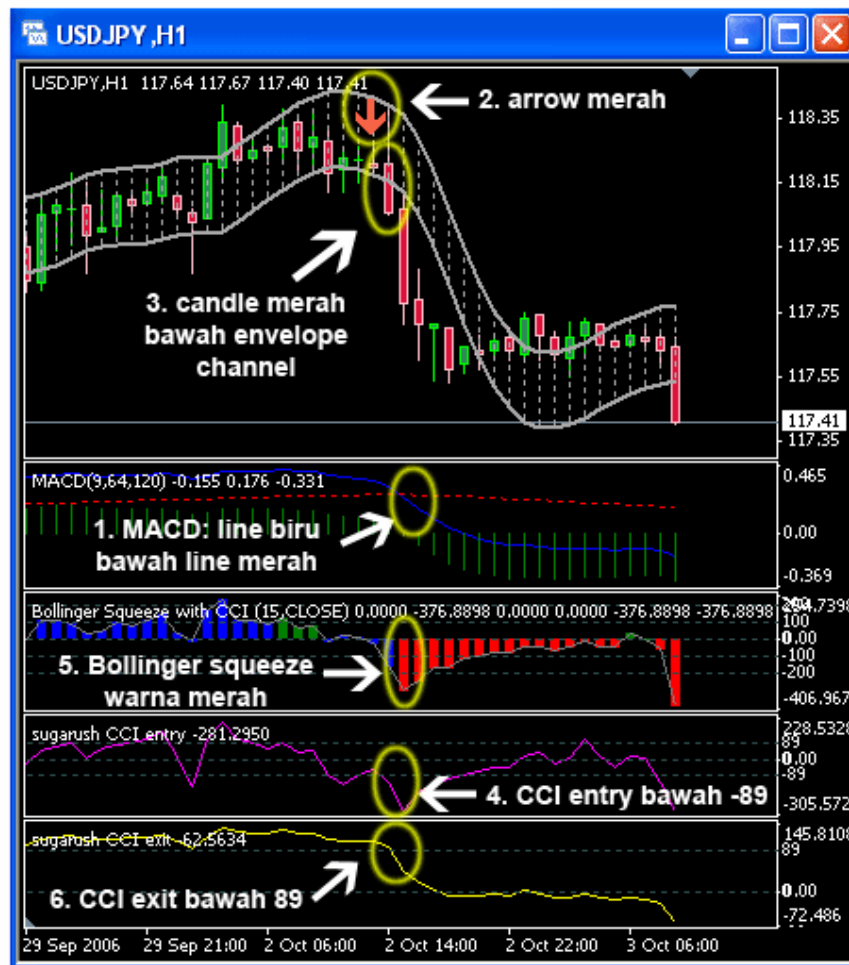 USDJPY,H1
USDJPY,H1 117.64 117.67 117.40 117.41
2. arrow merah
118.35
118.15
3. candle merah
bawah envelope
channel
117.95
117.75
117.55
117.41
117.35
MACD(9,64,120) -0.155 0.176 -0.331
0.465
1. MACD: line biru
bawah line merah
0.00
-0.369
Bollinger Squeeze with CCI (15,CLOSE) 0.0000 -376.8898 0.0000 0.0000 -376.8898 -376.8898
100
0.00
-100
-200
5. Bollinger squeeze
warna merah
-406.967
sugarush CCI entry -281.2950
228.5328
89
0.00
-89
4. CCI entry bawah -89
-305.572
sugarush CCI exit -62.5634
145.8108
89
6. CCI exit bawah 89
0.00
-72.486
29 Sep 2006 29 Sep 21:00 2 Oct 06:00 2 Oct 14:00 2 Oct 22:00 3 Oct 06:00